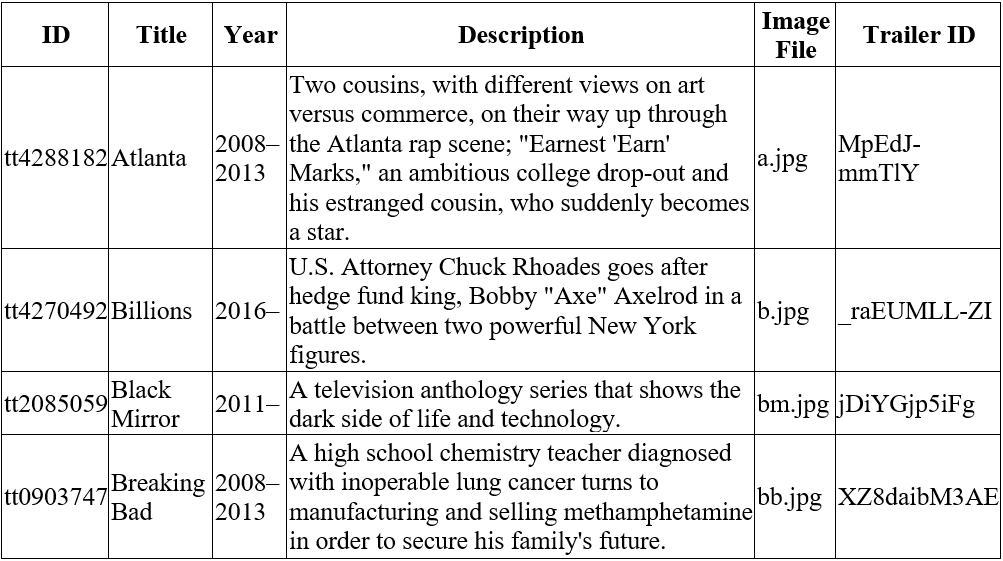 ID Title Year Description Image File Trailer ID
tt4288182 Atlanta 2008–2013 Two cousins, with different views on art
versus commerce, on their way up through
the Atlanta rap scene; "Earnest 'Earn'
Marks," an ambitious college drop-out and
his estranged cousin, who suddenly becomes
a star. a.jpg MpEdJ-mmTlY
tt4270492 Billions 2016– U.S. Attorney Chuck Rhoades goes after
hedge fund king, Bobby "Axe" Axelrod in a
battle between two powerful New York
figures. b.jpg _raEUMLL-ZI
tt2085059 Black Mirror 2011– A television anthology series that shows the
dark side of life and technology. bm.jpg jDiYGjp5iFg
tt0903747 Breaking Bad 2008–2013 A high school chemistry teacher diagnosed
with inoperable lung cancer turns to
manufacturing and selling methamphetamine
in order to secure his family's future. bb.jpg XZ8daibM3AE